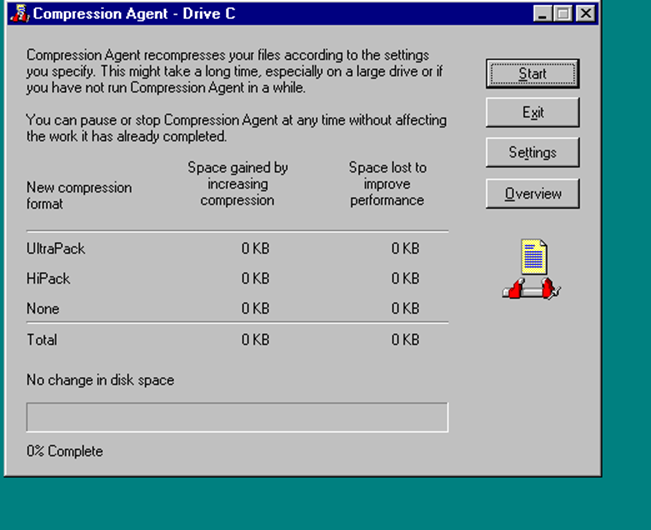 Compression Agent - Drive C
Compression Agent recompresses your files according to the settings
you specify. This might take a long time, especially on a large drive or if
you have not run Compression Agent in a while.
You can pause or stop Compression Agent at any time without affecting
the work it has already completed.
Start
Exit
Settings
Overview
New compression
format
Space gained by
increasing
compression
Space lost to
improve
performance
UltraPack 0 KB 0 KB
HiPack 0 KB 0 KB
None 0 KB 0 KB
Total 0 KB 0 KB
No change in disk space
0% Complete